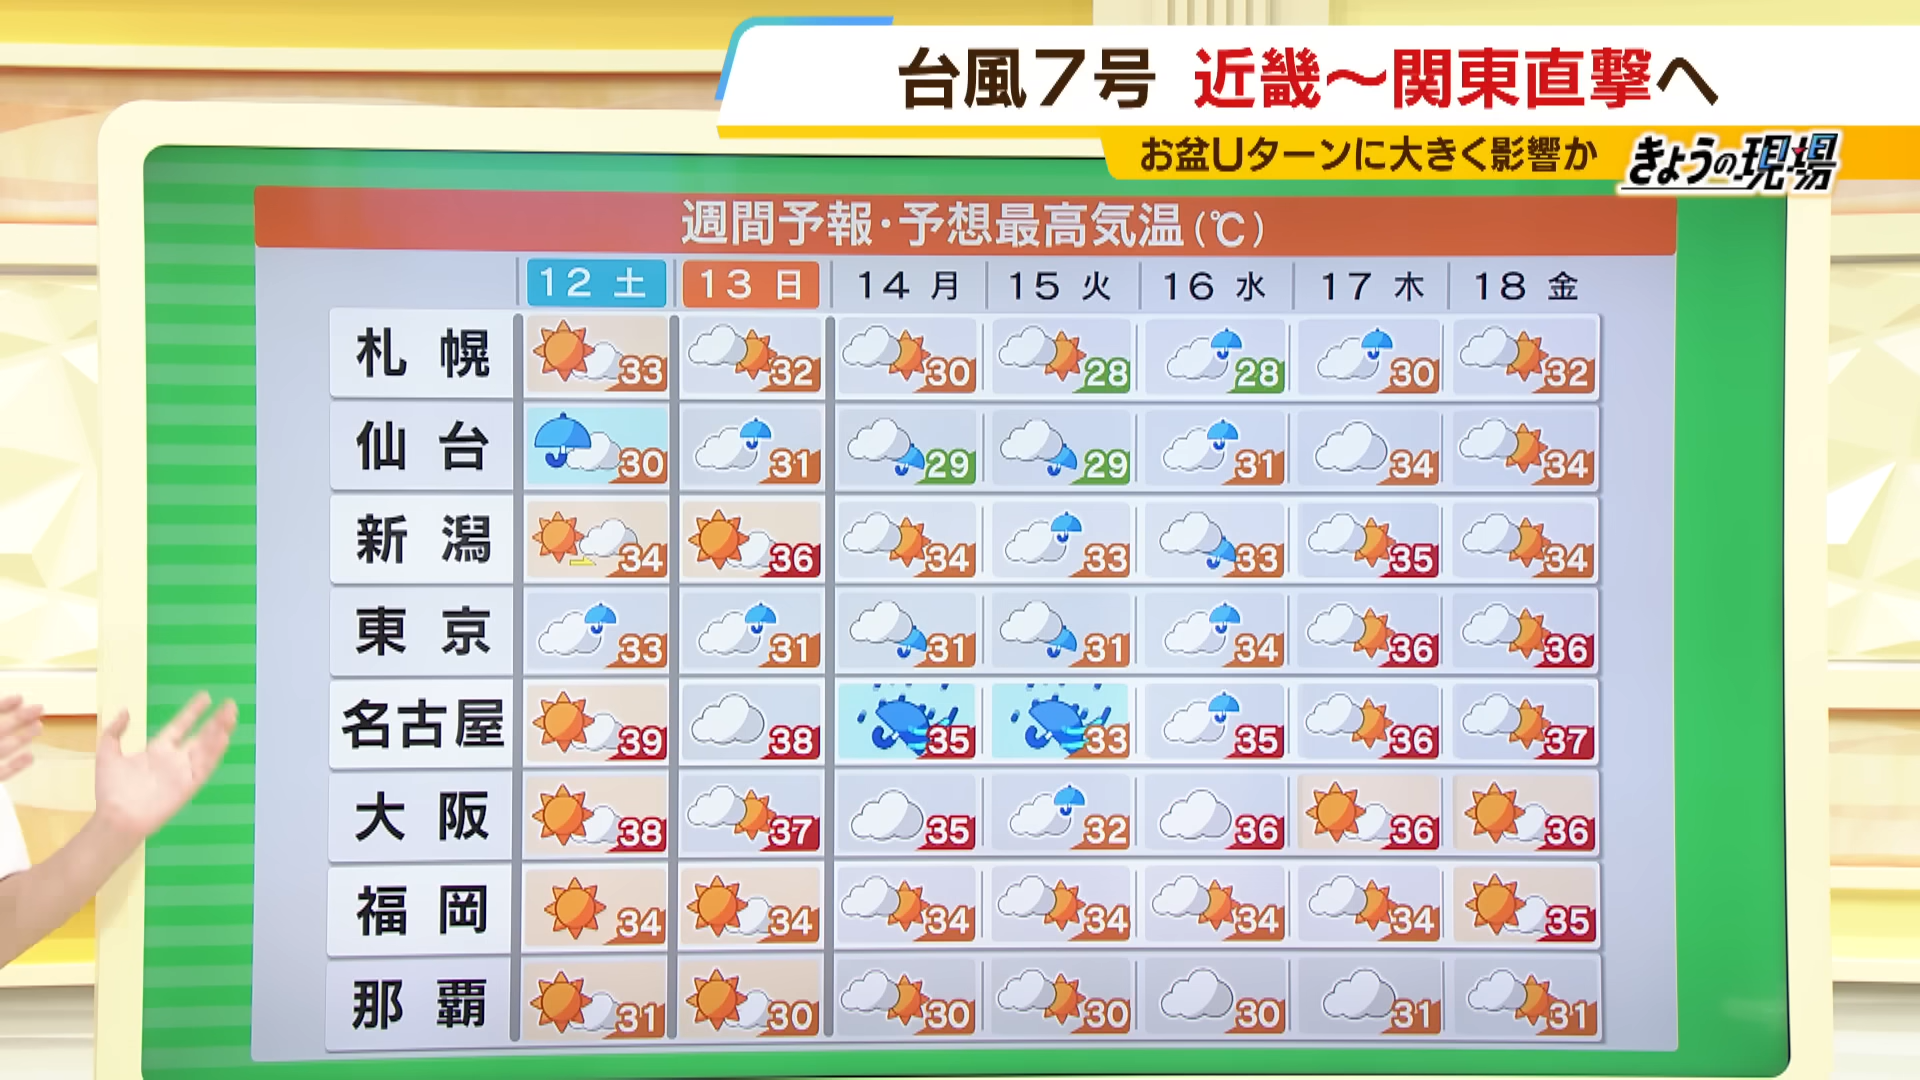 台風７号 近畿～関東直撃へ
お盆Uターンに大きく影響か
きょうの現場
週間予報・予想最高気温(℃)
12 土 13 日 14 月 15 火 16 水 17 木 18 金
札幌 33 32 30 28 28 30 32
仙台 30 31 29 29 31 34 34
新潟 34 36 34 33 33 35 34
東京 33 31 31 31 34 36 36
名古屋 39 38 35 33 35 36 37
大阪 38 37 35 32 36 36 36
福岡 34 34 34 34 34 34 35
那覇 31 30 30 30 30 31 31